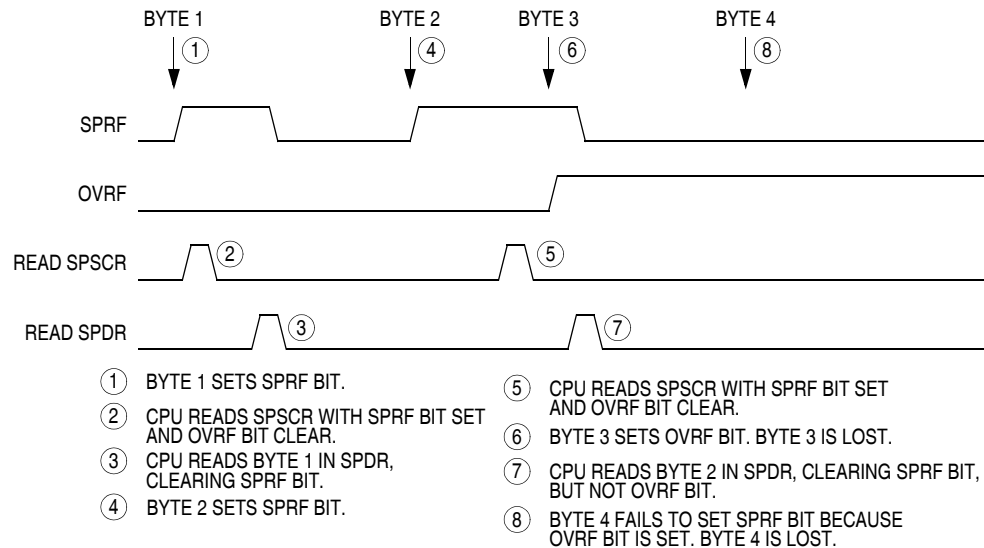 BYTE 1 BYTE 2 BYTE 3 BYTE 4
1 4 6 8
SPRF
OVRF
READ SPSCR 2 5
READ SPDR 3 7
1 BYTE 1 SETS SPRF BIT.
2 CPU READS SPSCR WITH SPRF BIT SET
AND OVRF BIT CLEAR.
3 CPU READS BYTE 1 IN SPDR,
CLEARING SPRF BIT.
4 BYTE 2 SETS SPRF BIT.
5 CPU READS SPSCR WITH SPRF BIT SET
AND OVRF BIT CLEAR.
6 BYTE 3 SETS OVRF BIT. BYTE 3 IS LOST.
7 CPU READS BYTE 2 IN SPDR, CLEARING SPRF BIT,
BUT NOT OVRF BIT.
8 BYTE 4 FAILS TO SET SPRF BIT BECAUSE
OVRF BIT IS SET. BYTE 4 IS LOST.